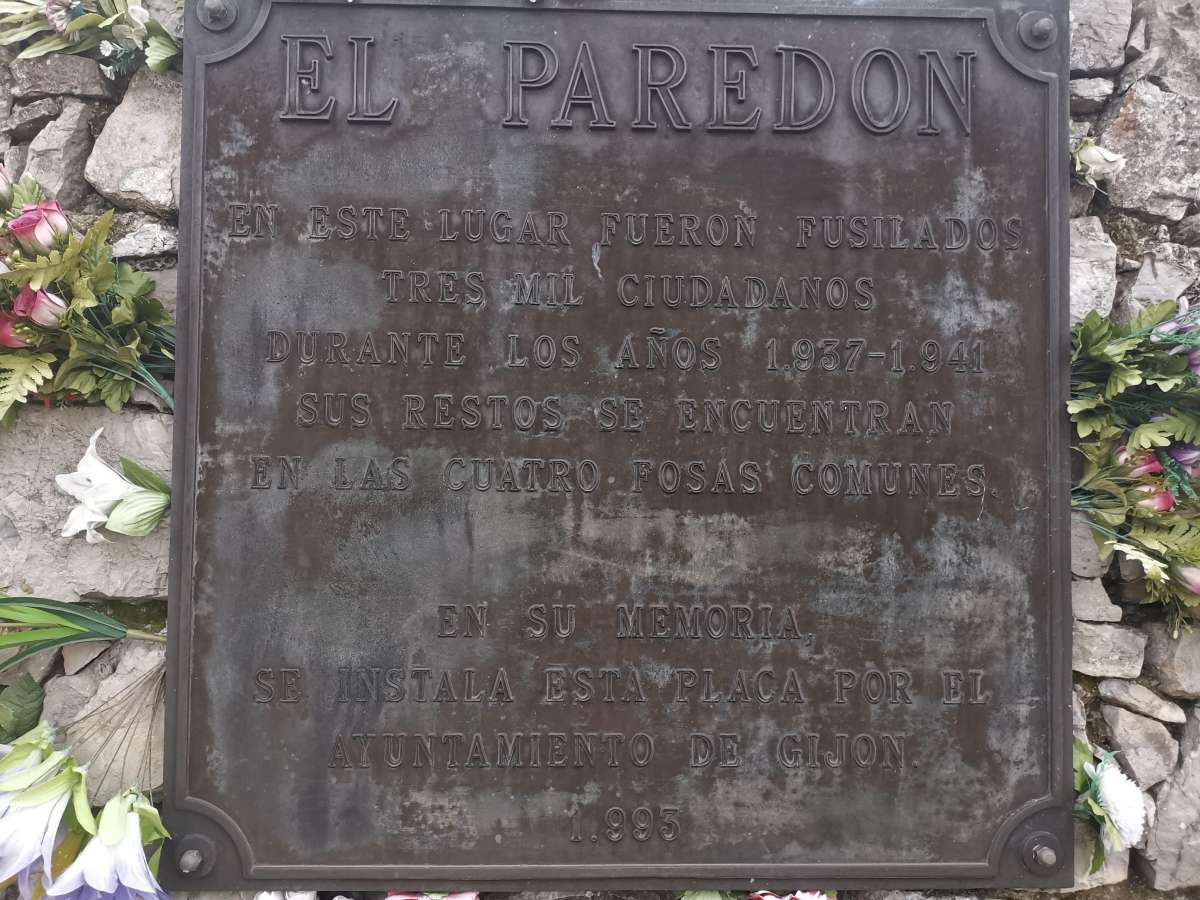 EL PAREDON
EN ESTE LUGAR FUERON FUSILADOS
TRES MIL CIUDADANOS
DURANTE LOS AÑOS 1.937-1.941
SUS RESTOS SE ENCUENTRAN
EN LAS CUATRO FOSAS COMUNES.
EN SU MEMORIA,
SE INSTALA ESTA PLACA POR EL
AYUNTAMIENTO DE GIJON.
1.993